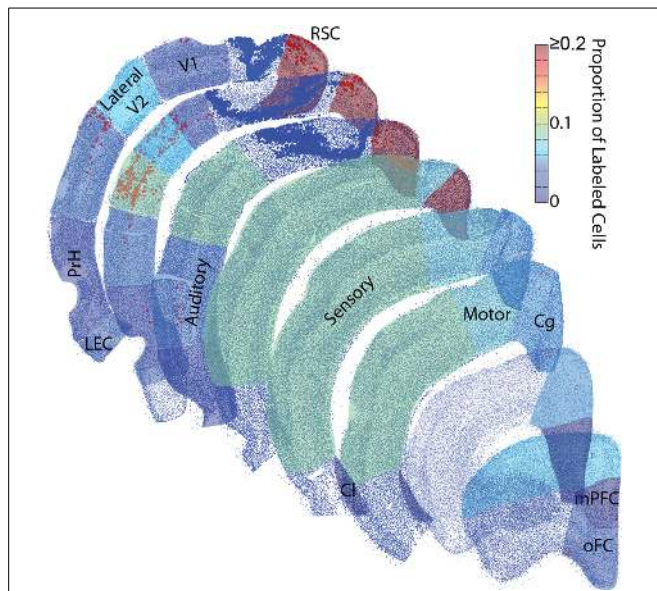 RSC
≥0.2
Proportion of Labeled Cells
V1
Lateral
V2
0.1
0
PrH
Auditory
Sensory
LEC
Motor
Cg
Cl
mPFC
oFC